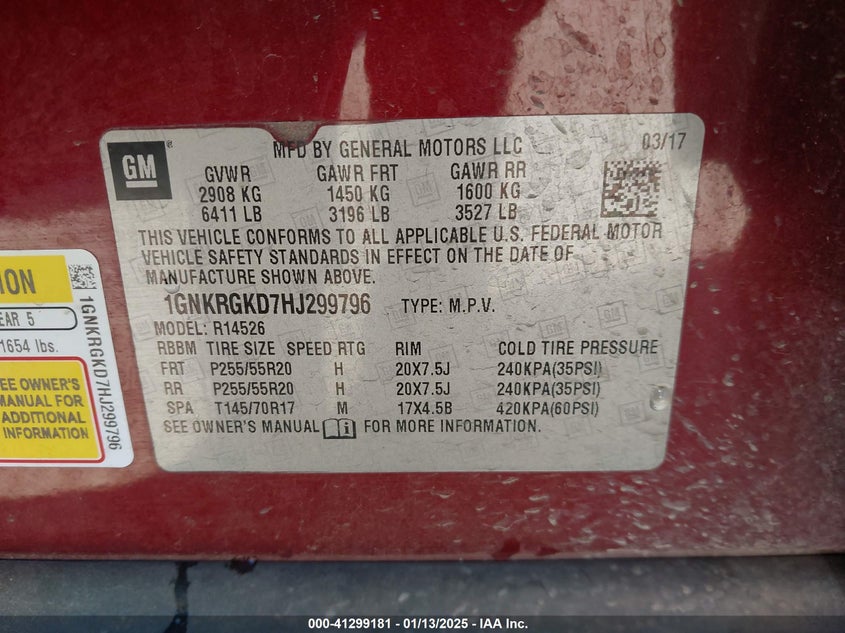 GM
MFD BY GENERAL MOTORS LLC 03/17
GVWR GAWR FRT GAWR RR
2908 KG 1450 KG 1600 KG
6411 LB 3196 LB 3527 LB
THIS VEHICLE CONFORMS TO ALL APPLICABLE U.S. FEDERAL MOTOR
VEHICLE SAFETY STANDARDS IN EFFECT ON THE DATE OF
MANUFACTURE SHOWN ABOVE.
1GNKRGKD7HJ299796 TYPE: M.P.V.
MODEL: R14526
RBBM TIRE SIZE SPEED RTG RIM COLD TIRE PRESSURE
FRT P255/55R20 H 20X7.5J 240KPA(35PSI)
RR P255/55R20 H 20X7.5J 240KPA(35PSI)
SPA T145/70R17 M 17X4.5B 420KPA(60PSI)
SEE OWNER'S MANUAL i FOR MORE INFORMATION.
ION
EAR 5
1654 lbs.
SEE OWNER'S
MANUAL FOR
ADDITIONAL
INFORMATION
1GNKRGKD7HJ299796
000-41299181 - 01/13/2025 - IAA Inc.